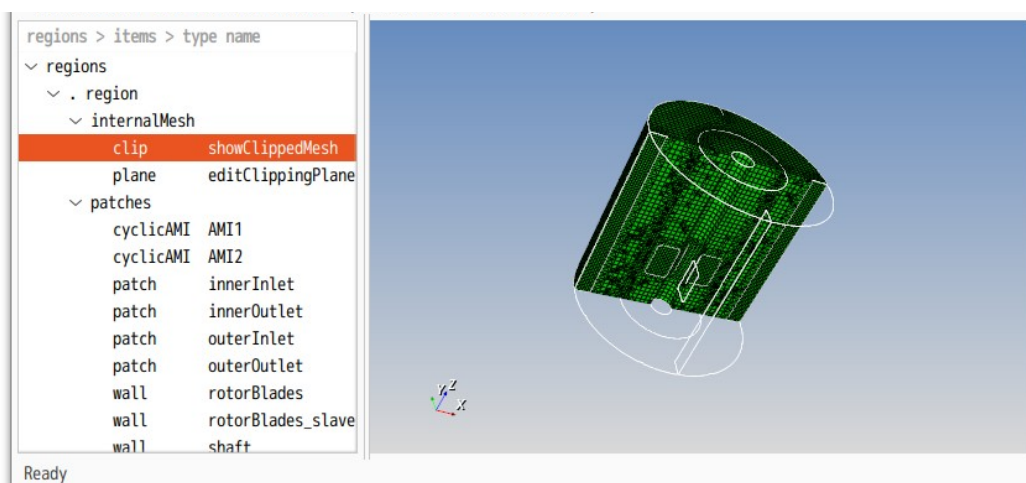 regions > items > type name
regions
. region
internalMesh
clip showClippedMesh
plane editClippingPlane
patches
cyclicAMI AMI1
cyclicAMI AMI2
patch innerInlet
patch innerOutlet
patch outerInlet
patch outerOutlet
wall rotorBlades
wall rotorBlades_slave
wall shaft
Y Z
X
Ready